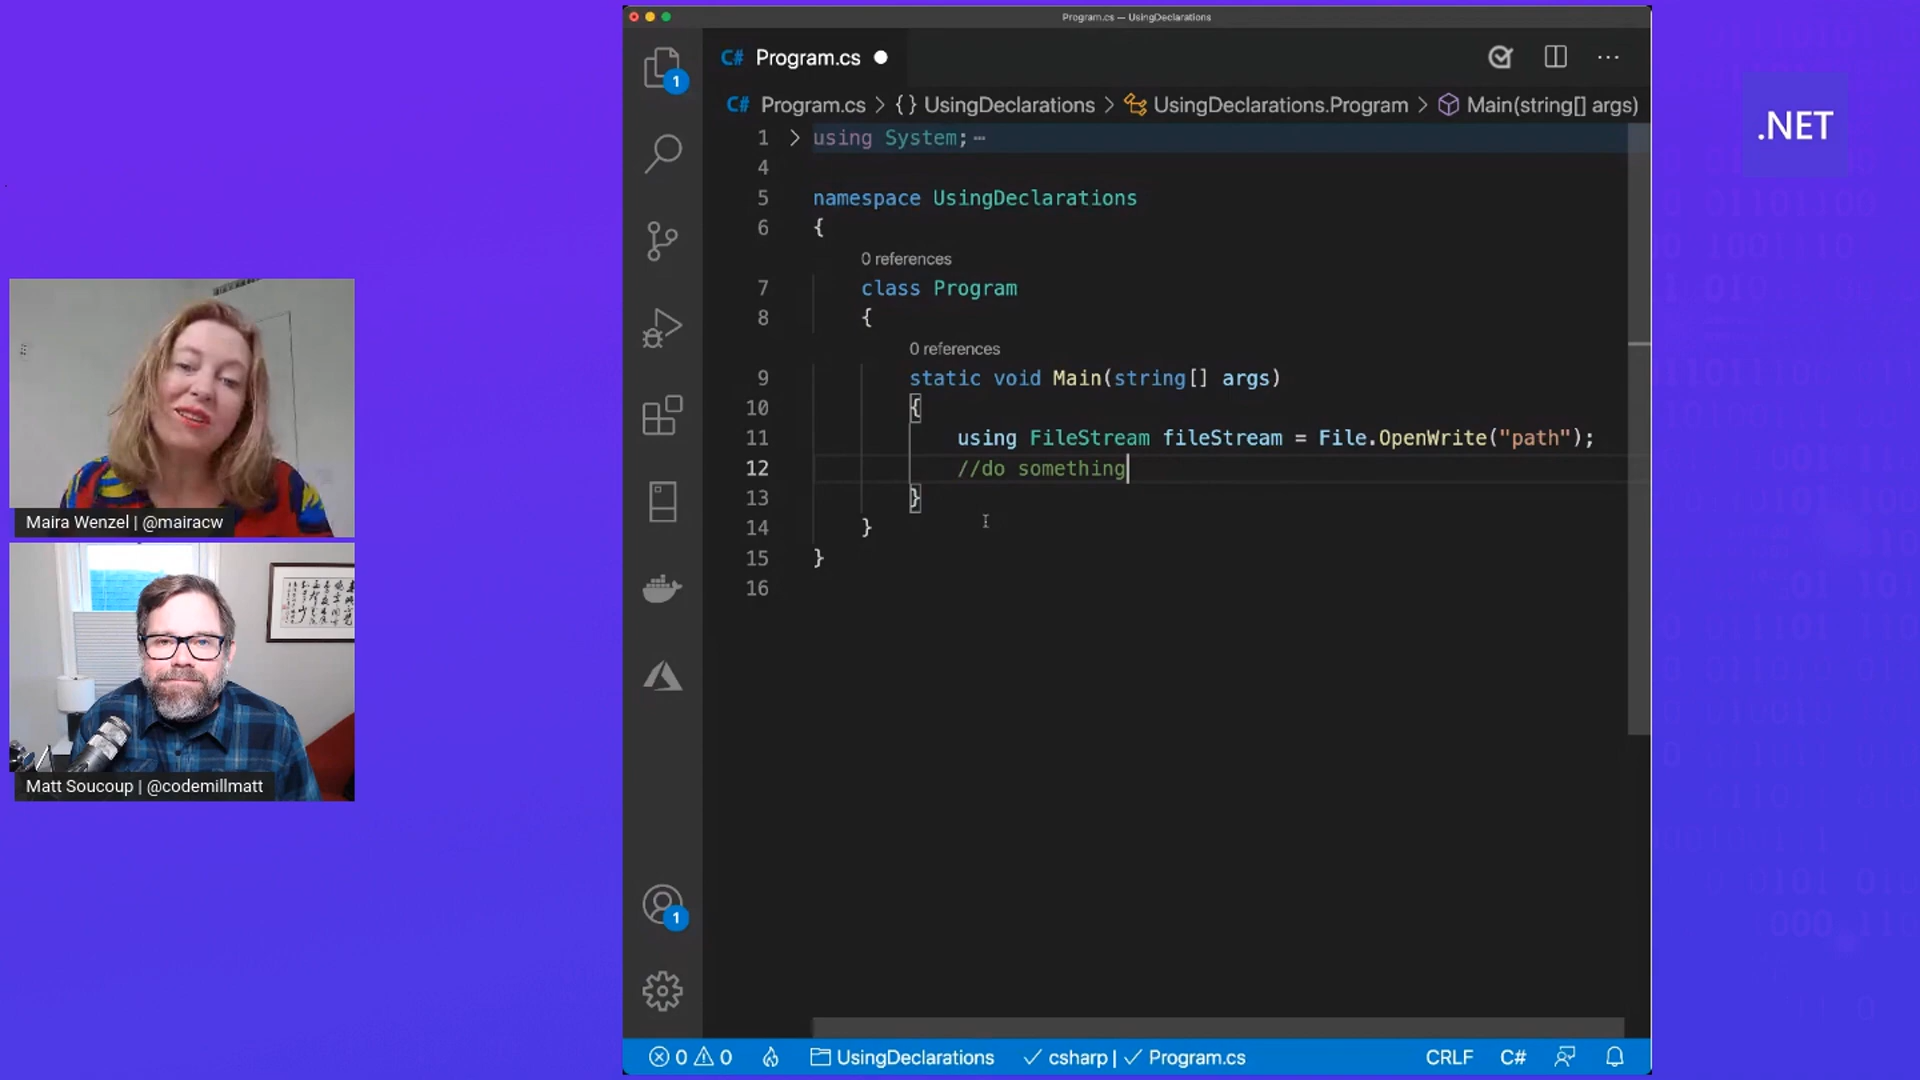 Program.cs — UsingDeclarations
C# Program.cs
1
C# Program.cs > {} UsingDeclarations > UsingDeclarations.Program > Main(string[] args)
.NET
1 > using System;
4
5 namespace UsingDeclarations
6 {
0 references
7 class Program
8 {
0 references
9 static void Main(string[] args)
10 {
11 using FileStream fileStream = File.OpenWrite("path");
12 //do something
13 }
14 }
15 }
16
Maira Wenzel | @mairacw
Matt Soucoup | @codemillmatt
1
0 0 UsingDeclarations csharp | Program.cs CRLF C#